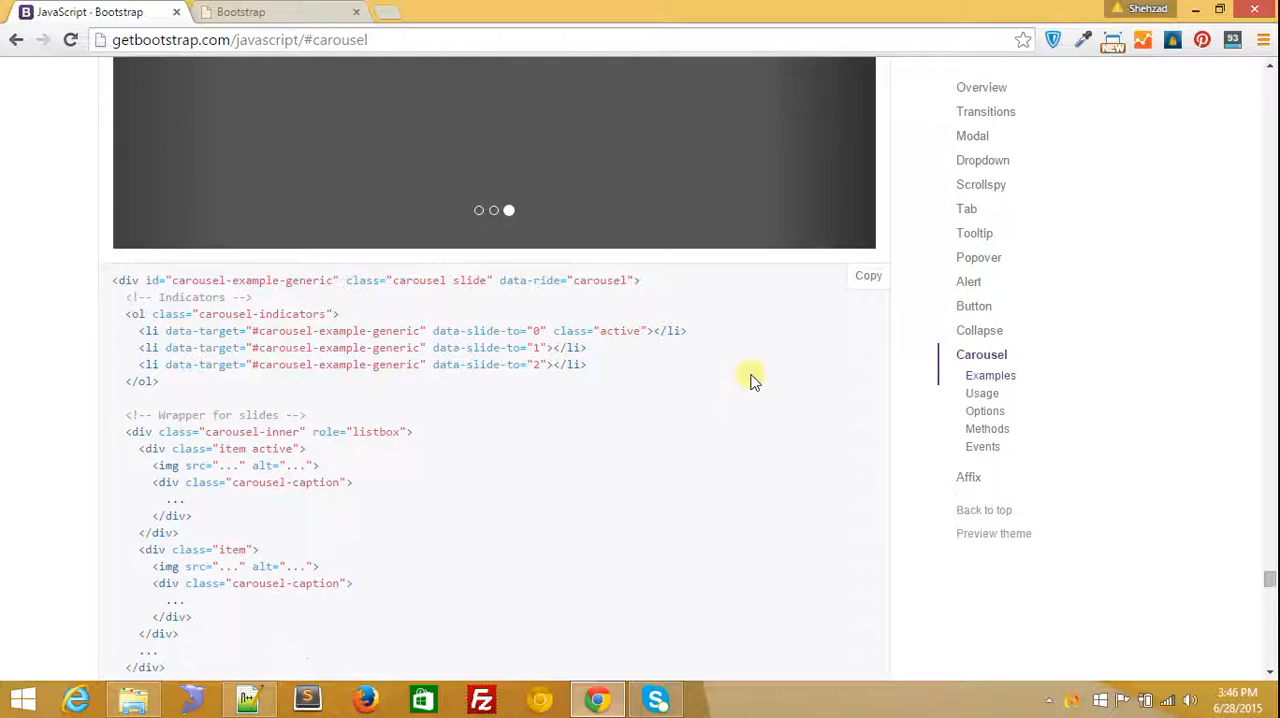 JavaScript · Bootstrap
Bootstrap
Shehzad
getbootstrap.com/javascript/#carousel
NEW
93
Overview
Transitions
Modal
Dropdown
Scrollspy
Tab
Tooltip
Popover
Alert
Button
Collapse
Carousel
Examples
Usage
Options
Methods
Events
Affix
Back to top
Preview theme
Copy
<div id="carousel-example-generic" class="carousel slide" data-ride="carousel">
<!-- Indicators -->
<ol class="carousel-indicators">
<li data-target="#carousel-example-generic" data-slide-to="0" class="active"></li>
<li data-target="#carousel-example-generic" data-slide-to="1"></li>
<li data-target="#carousel-example-generic" data-slide-to="2"></li>
</ol>
<!-- Wrapper for slides -->
<div class="carousel-inner" role="listbox">
<div class="item active">
<img src="..." alt="...">
<div class="carousel-caption">
...
</div>
</div>
<div class="item">
<img src="..." alt="...">
<div class="carousel-caption">
...
</div>
</div>
...
</div>
3:46 PM
6/28/2015